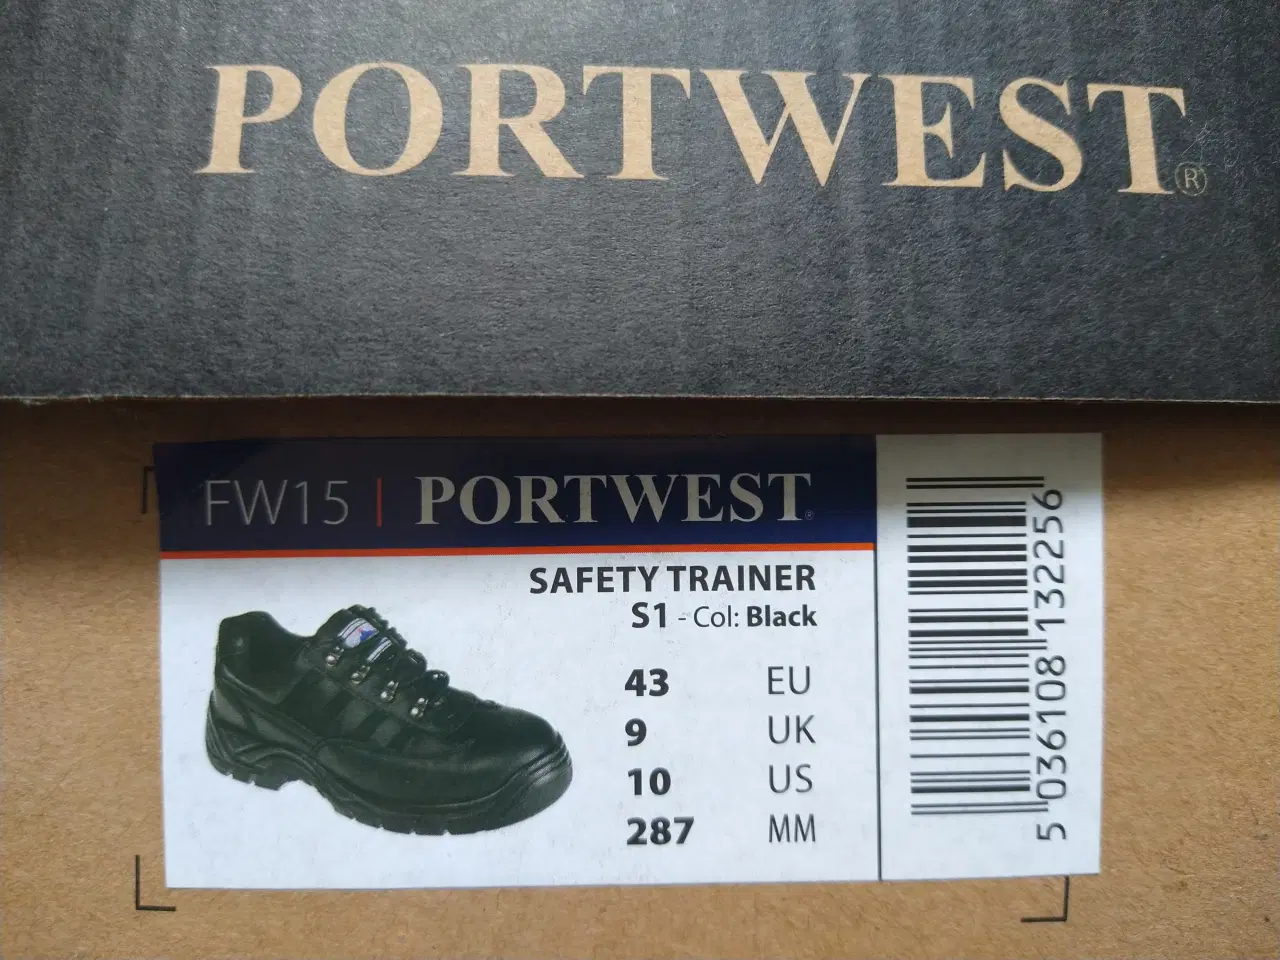 PORTWEST®
FW15 | PORTWEST®
SAFETY TRAINER
S1 - Col: Black
43 EU
9 UK
10 US
287 MM
5 036108 132256